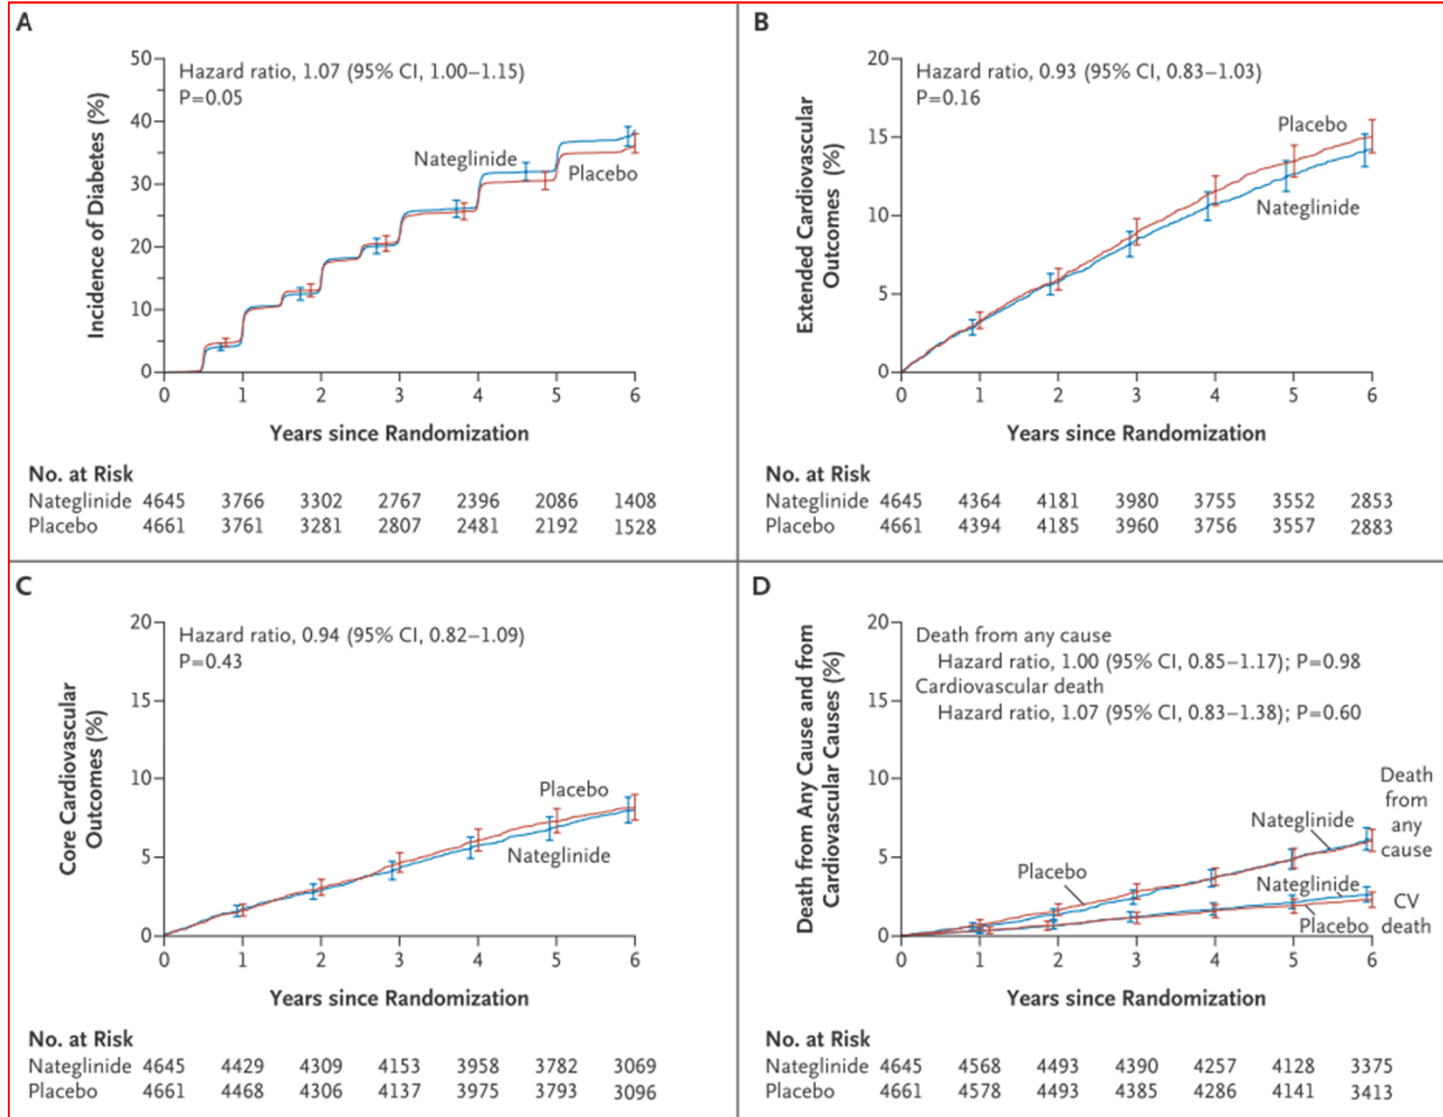 A
Hazard ratio, 1.07 (95% CI, 1.00–1.15)
P=0.05
Incidence of Diabetes (%)
50
40
30
20
10
0
Nateglinide
Placebo
0 1 2 3 4 5 6
Years since Randomization
No. at Risk
Nateglinide 4645 3766 3302 2767 2396 2086 1408
Placebo 4661 3761 3281 2807 2481 2192 1528
B
Hazard ratio, 0.93 (95% CI, 0.83–1.03)
P=0.16
Extended Cardiovascular
Outcomes (%)
20
15
10
5
0
Placebo
Nateglinide
0 1 2 3 4 5 6
Years since Randomization
No. at Risk
Nateglinide 4645 4364 4181 3980 3755 3552 2853
Placebo 4661 4394 4185 3960 3756 3557 2883
C
Hazard ratio, 0.94 (95% CI, 0.82–1.09)
P=0.43
Core Cardiovascular
Outcomes (%)
20
15
10
5
0
Placebo
Nateglinide
0 1 2 3 4 5 6
Years since Randomization
No. at Risk
Nateglinide 4645 4429 4309 4153 3958 3782 3069
Placebo 4661 4468 4306 4137 3975 3793 3096
D
Death from any cause
Hazard ratio, 1.00 (95% CI, 0.85–1.17); P=0.98
Cardiovascular death
Hazard ratio, 1.07 (95% CI, 0.83–1.38); P=0.60
Death from Any Cause and from
Cardiovascular Causes (%)
20
15
10
5
0
Death
from
any
cause
Nateglinide
Placebo
Nateglinide
Placebo
CV
death
0 1 2 3 4 5 6
Years since Randomization
No. at Risk
Nateglinide 4645 4568 4493 4390 4257 4128 3375
Placebo 4661 4578 4493 4385 4286 4141 3413